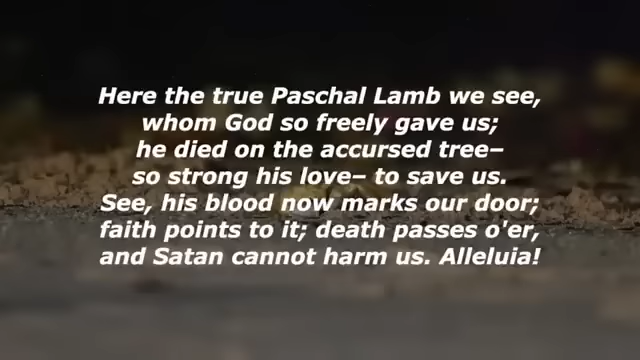 Here the true Paschal Lamb we see,
whom God so freely gave us;
he died on the accursed tree–
so strong his love– to save us.
See, his blood now marks our door;
faith points to it; death passes o'er,
and Satan cannot harm us. Alleluia!